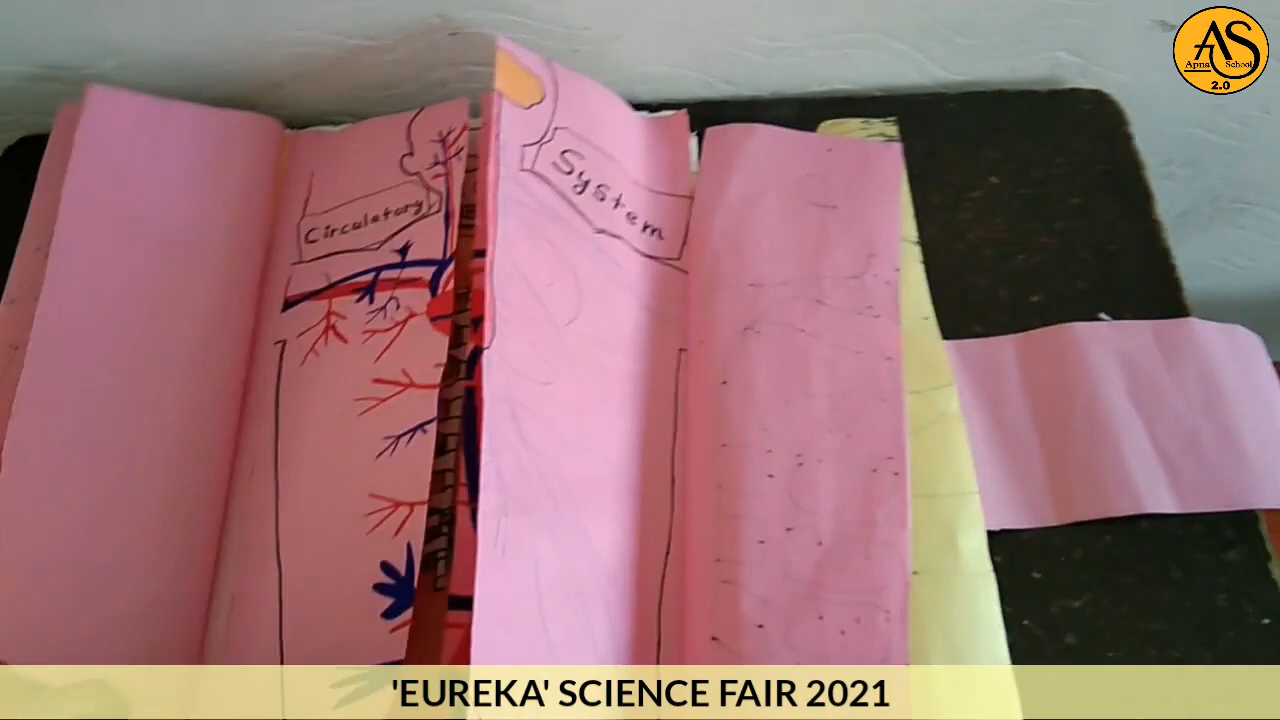 AS
Apna School
2.0
System
Circulatory
'EUREKA' SCIENCE FAIR 2021